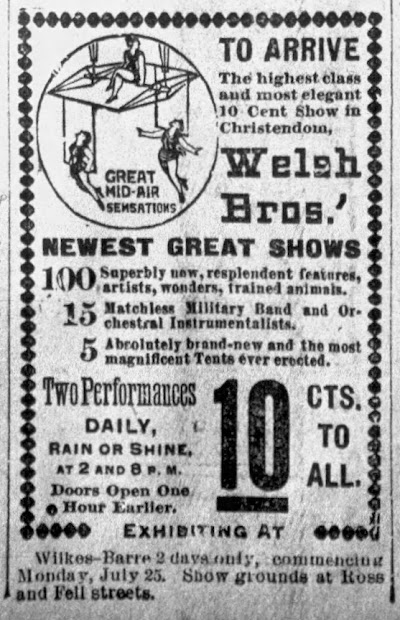 TO ARRIVE
The highest class
and most elegant
10 Cent Show in
Christendom,
Welsh
Bros.'
GREAT
MID-AIR
SENSATIONS
NEWEST GREAT SHOWS
100 Superbly new, resplendent features,
artists, wonders, trained animals.
15 Matchless Military Band and Or-
chestral Instrumentalists.
5 Absolutely brand-new and the most
magnificent Tents ever erected.
Two Performances
DAILY,
RAIN OR SHINE,
AT 2 AND 8 P. M.
Doors Open One
Hour Earlier.
10 CTS.
TO
ALL.
EXHIBITING AT
Wilkes-Barre 2 days only, commencing
Monday, July 25. Show grounds at Ross
and Fell streets.